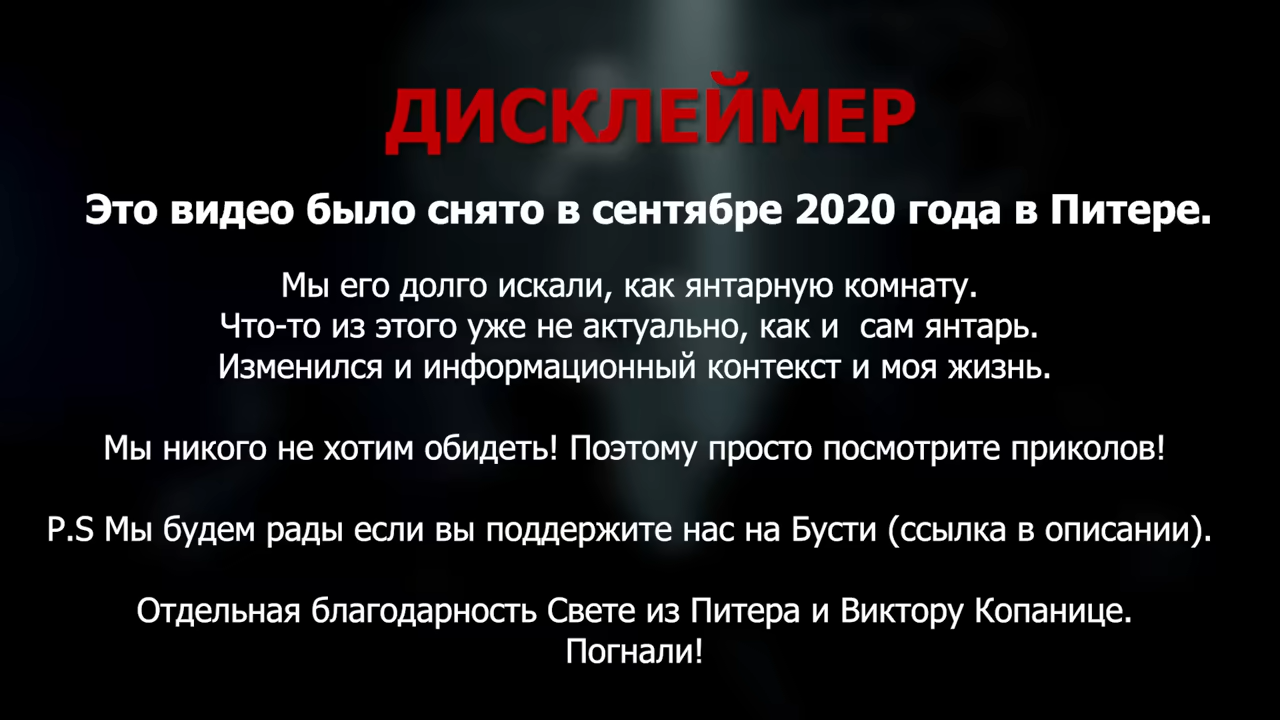 ДИСКЛЕЙМЕР
Это видео было снято в сентябре 2020 года в Питере.
Мы его долго искали, как янтарную комнату.
Что-то из этого уже не актуально, как и  сам янтарь.
Изменился и информационный контекст и моя жизнь.
Мы никого не хотим обидеть! Поэтому просто посмотрите приколов!
P.S Мы будем рады если вы поддержите нас на Бусти (ссылка в описании).
Отдельная благодарность Свете из Питера и Виктору Копанице.
Погнали!